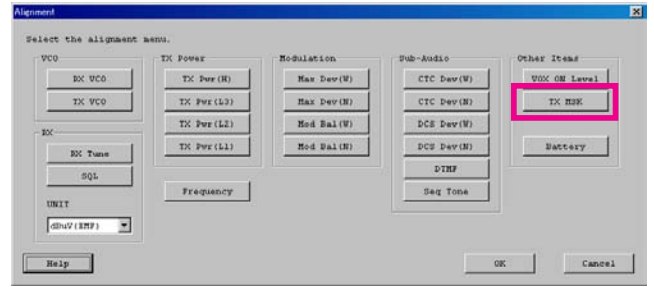 Alignment
Select the alignment menu.
VCO
RX VCO
TX VCO
RX
RX Tune
SQL
UNIT
dBuV(EMF)
TX Power
TX Pwr(H)
TX Pwr(L3)
TX Pwr(L2)
TX Pwr(L1)
Frequency
Modulation
Max Dev(W)
Max Dev(N)
Mod Bal(W)
Mod Bal(N)
Sub-Audio
CTC Dev(W)
CTC Dev(N)
DCS Dev(W)
DCS Dev(N)
DTMF
Seq Tone
Other Items
VOX ON Level
TX MSK
Battery
Help
OK
Cancel